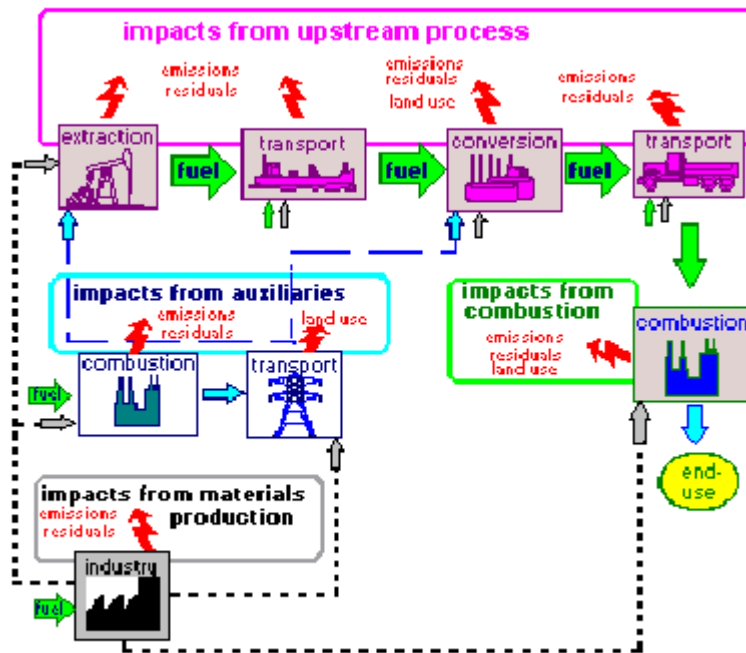 impacts from upstream process
emissions
residuals
emissions
residuals
land use
emissions
residuals
extraction
transport
conversion
transport
fuel
fuel
fuel
impacts from auxiliaries
emissions
residuals
land use
combustion
transport
fuel
impacts from
combustion
emissions
residuals
land use
combustion
end-
use
impacts from materials
production
emissions
residuals
industry
fuel